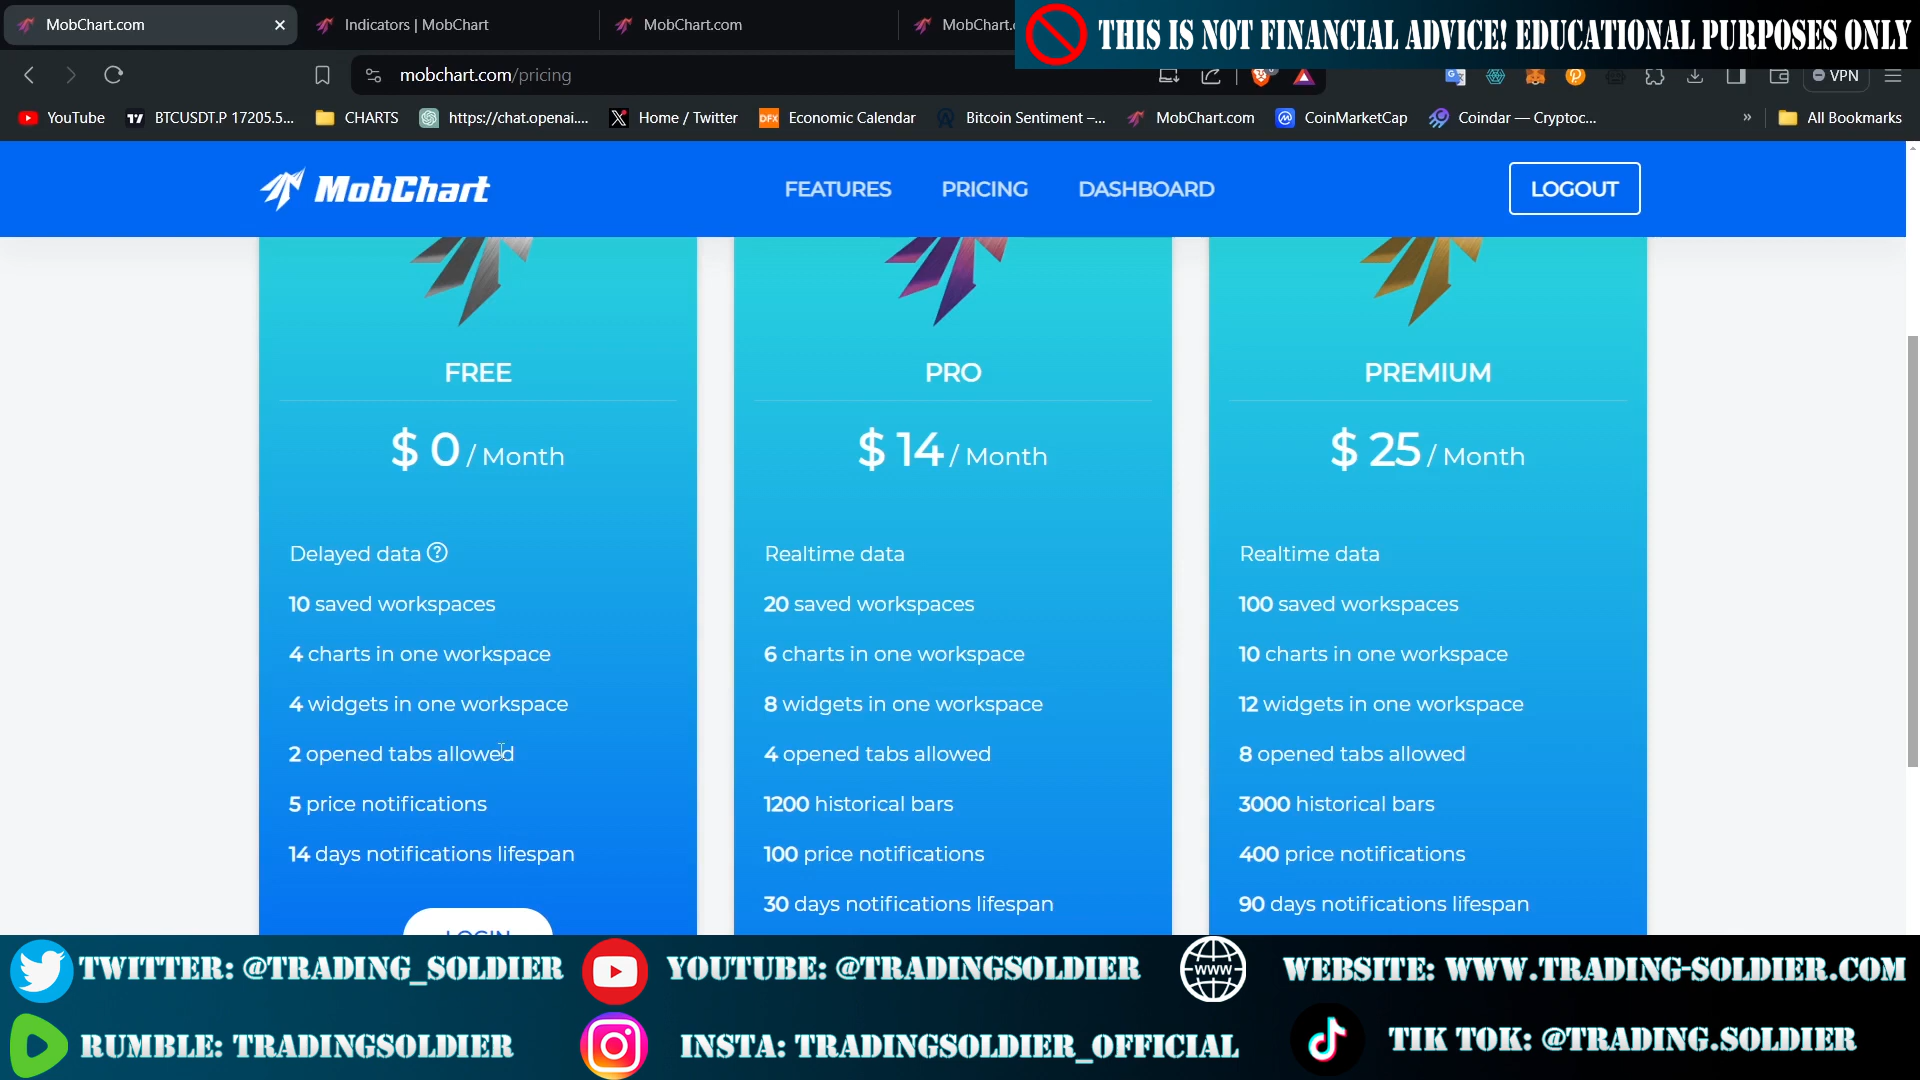 MobChart.com
Indicators | MobChart
MobChart.com
MobChart.c
THIS IS NOT FINANCIAL ADVICE! EDUCATIONAL PURPOSES ONLY
mobchart.com/pricing
VPN
YouTube
BTCUSDT.P 17205.5...
CHARTS
https://chat.openai....
Home / Twitter
Economic Calendar
Bitcoin Sentiment –...
MobChart.com
CoinMarketCap
Coindar — Cryptoc...
»
All Bookmarks
MobChart
FEATURES
PRICING
DASHBOARD
LOGOUT
FREE
$ 0 / Month
Delayed data ?
10 saved workspaces
4 charts in one workspace
4 widgets in one workspace
2 opened tabs allowed
5 price notifications
14 days notifications lifespan
LOGIN
PRO
$ 14 / Month
Realtime data
20 saved workspaces
6 charts in one workspace
8 widgets in one workspace
4 opened tabs allowed
1200 historical bars
100 price notifications
30 days notifications lifespan
PREMIUM
$ 25 / Month
Realtime data
100 saved workspaces
10 charts in one workspace
12 widgets in one workspace
8 opened tabs allowed
3000 historical bars
400 price notifications
90 days notifications lifespan
TWITTER: @TRADING_SOLDIER
YOUTUBE: @TRADINGSOLDIER
WWW
WEBSITE: WWW.TRADING-SOLDIER.COM
RUMBLE: TRADINGSOLDIER
INSTA: TRADINGSOLDIER_OFFICIAL
TIK TOK: @TRADING.SOLDIER